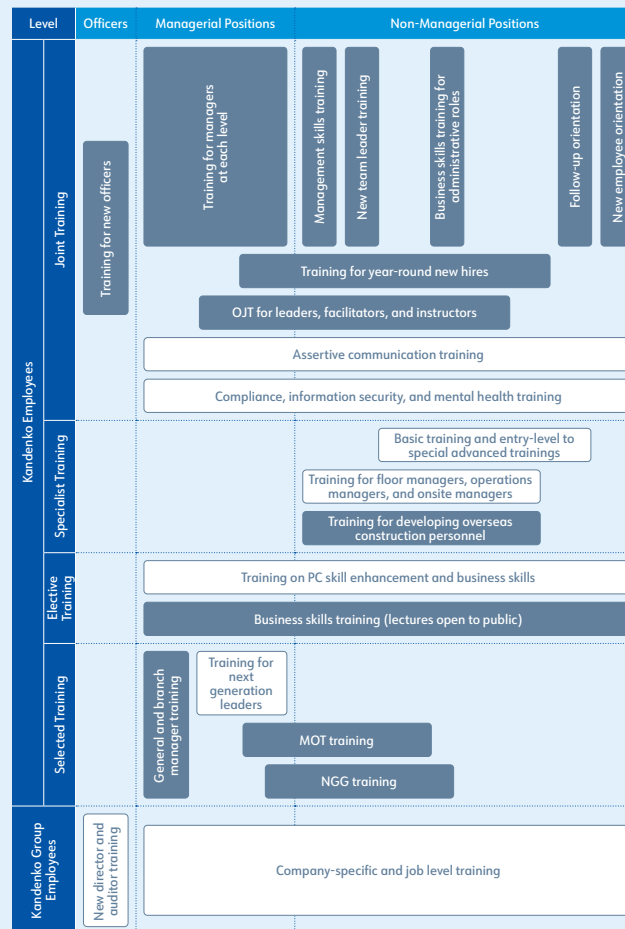 Level
Officers
Managerial Positions
Non-Managerial Positions
Kandenko Employees
Joint Training
Training for new officers
Training for managers
at each level
Management skills training
New team leader training
Business skills training for
administrative roles
Follow-up orientation
New employee orientation
Training for year-round new hires
OJT for leaders, facilitators, and instructors
Assertive communication training
Compliance, information security, and mental health training
Specialist Training
Basic training and entry-level to
special advanced trainings
Training for floor managers, operations
managers, and onsite managers
Training for developing overseas
construction personnel
Elective
Training
Training on PC skill enhancement and business skills
Business skills training (lectures open to public)
Selected Training
General and branch
manager training
Training for
next
generation
leaders
MOT training
NGG training
Kandenko Group
Employees
New director and
auditor training
Company-specific and job level training